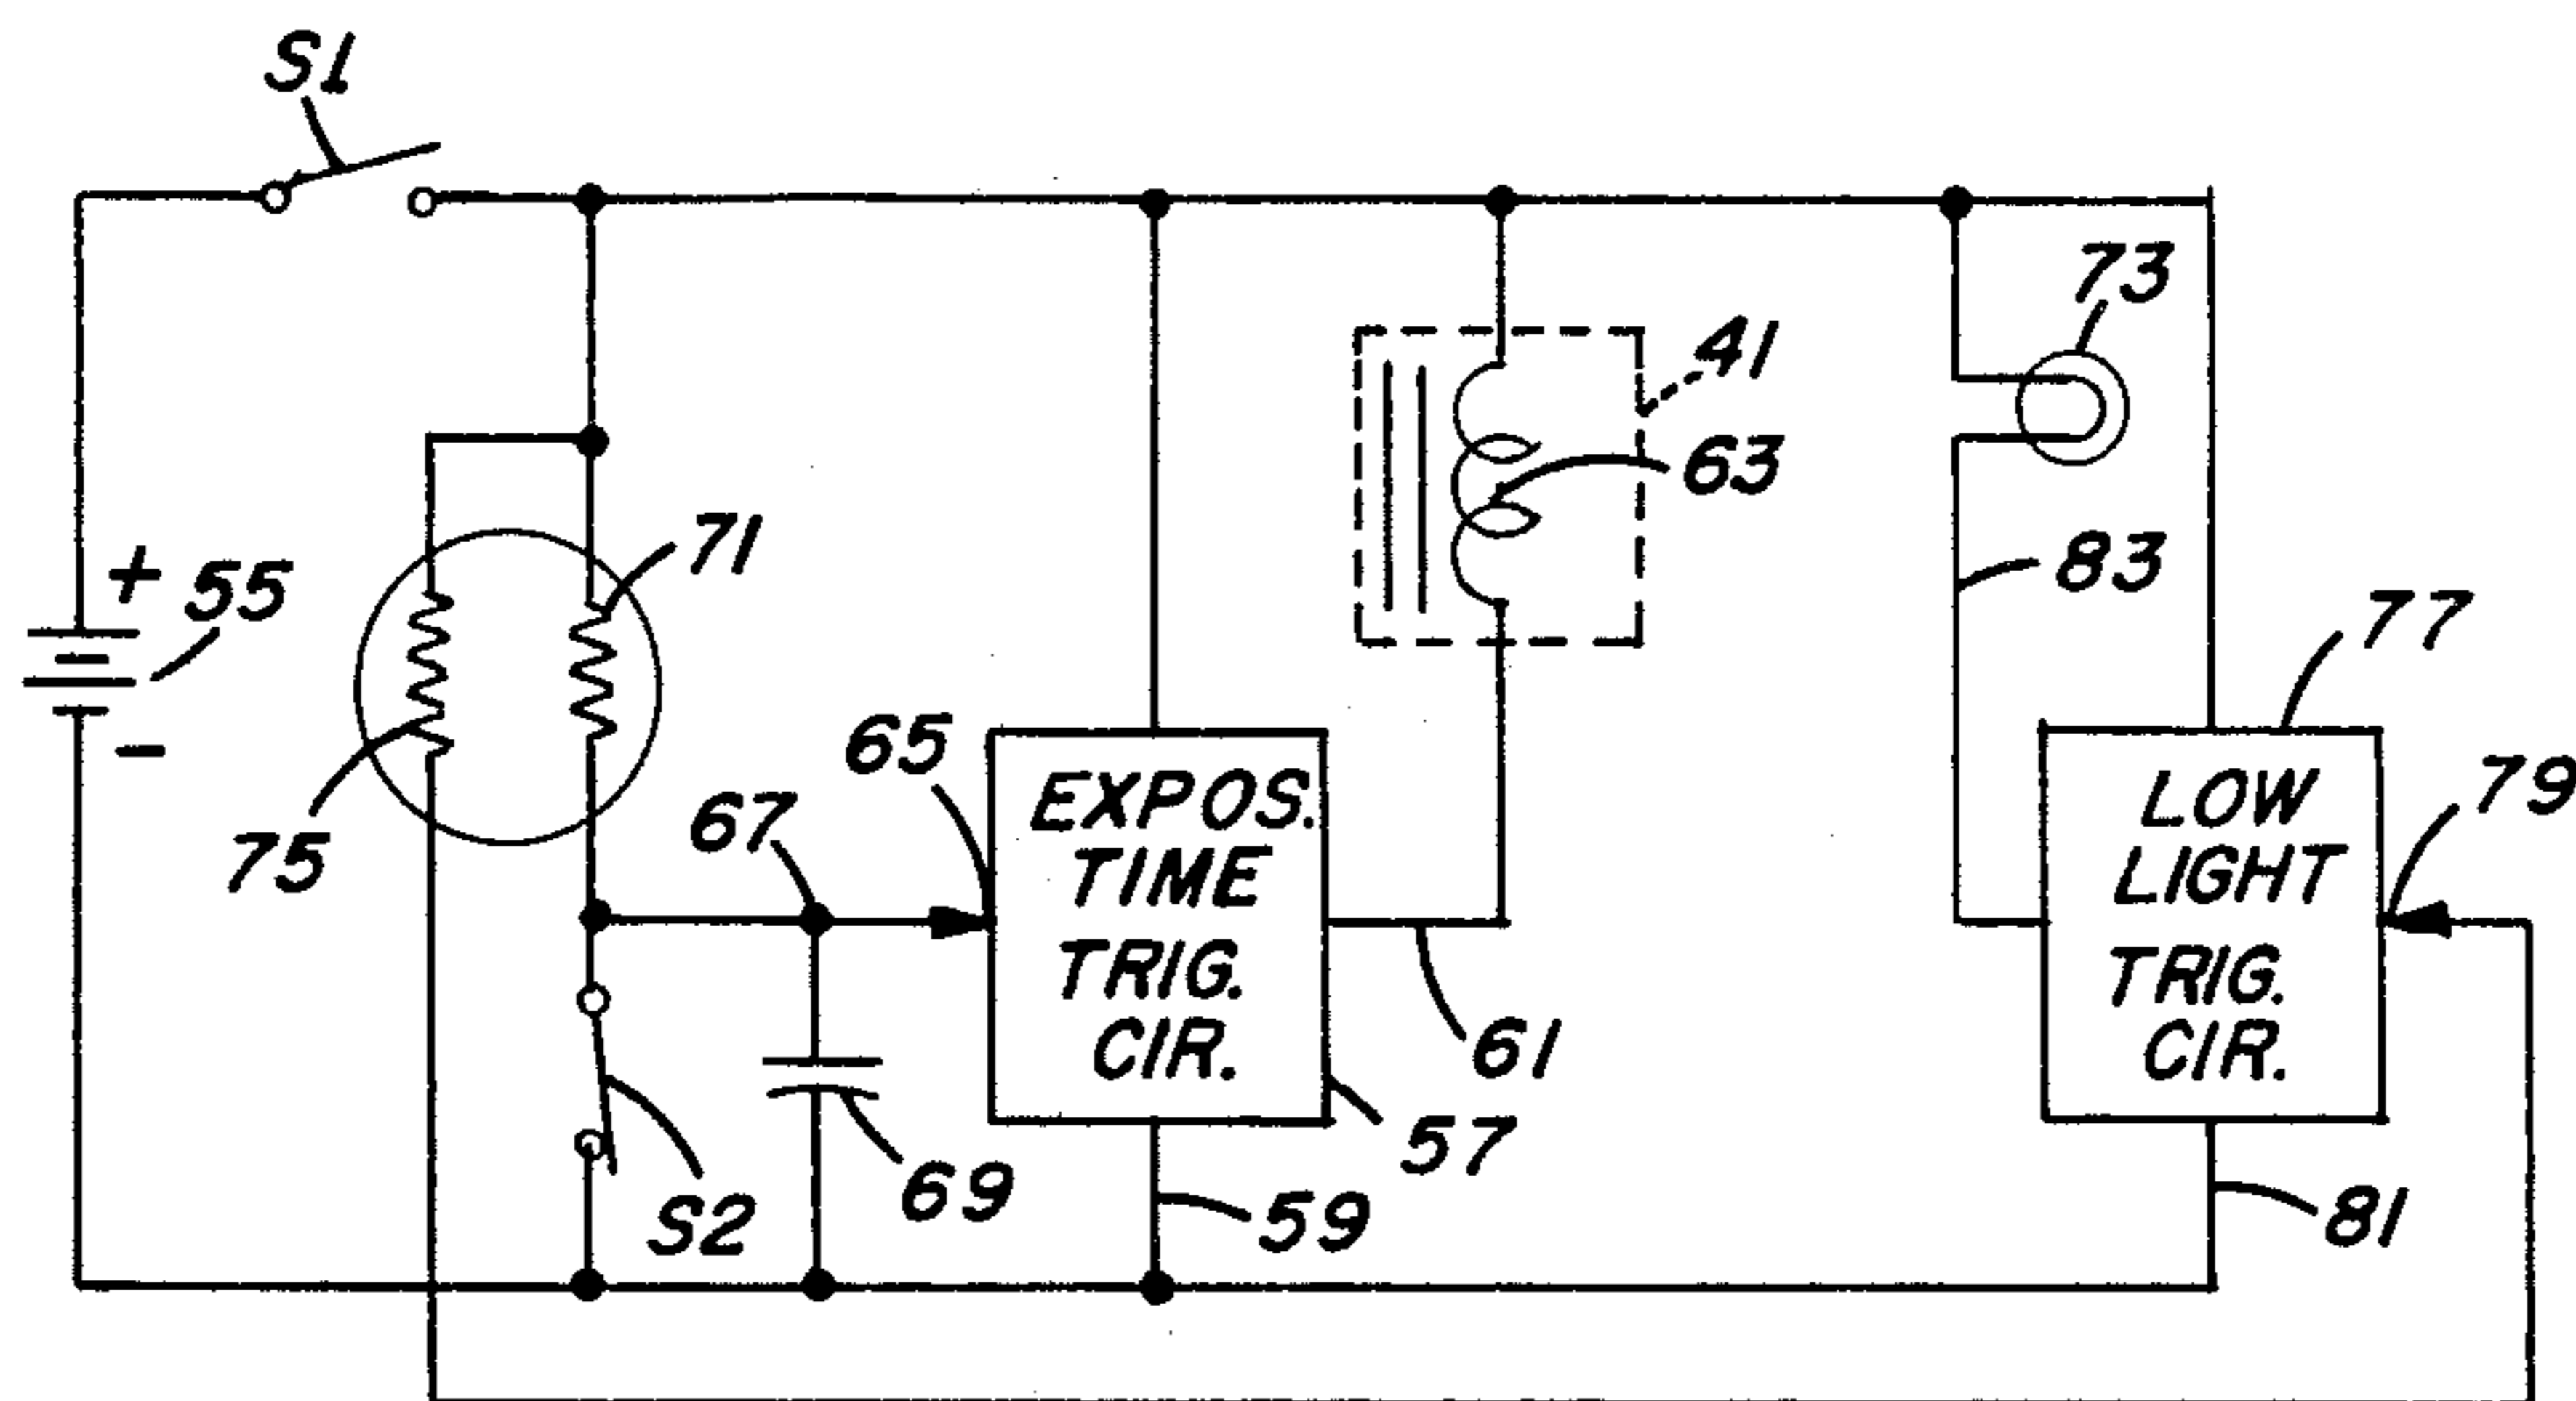 S1
73
41
63
71
+ 55
83
77
-
65
79
67
75
EXPOS.
TIME
TRIG.
CIR.
LOW
LIGHT
TRIG.
CIR.
61
57
69
S2
59
81